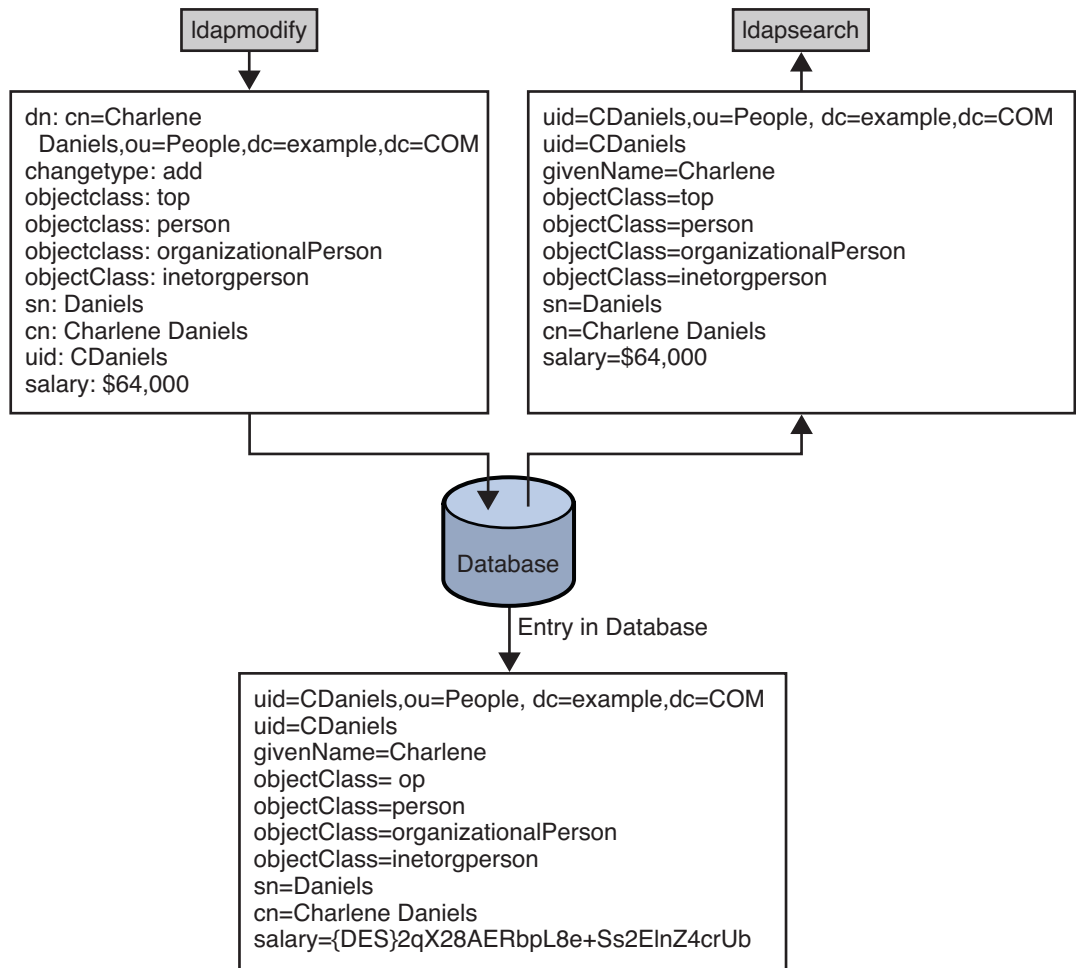 ldapmodify
ldapsearch
dn: cn=Charlene
Daniels,ou=People,dc=example,dc=COM
changetype: add
objectclass: top
objectclass: person
objectclass: organizationalPerson
objectClass: inetorgperson
sn: Daniels
cn: Charlene Daniels
uid: CDaniels
salary: $64,000
uid=CDaniels,ou=People, dc=example,dc=COM
uid=CDaniels
givenName=Charlene
objectClass=top
objectClass=person
objectClass=organizationalPerson
objectClass=inetorgperson
sn=Daniels
cn=Charlene Daniels
salary=$64,000
Database
Entry in Database
uid=CDaniels,ou=People, dc=example,dc=COM
uid=CDaniels
givenName=Charlene
objectClass= op
objectClass=person
objectClass=organizationalPerson
objectClass=inetorgperson
sn=Daniels
cn=Charlene Daniels
salary={DES}2qX28AERbpL8e+Ss2ElnZ4crUb